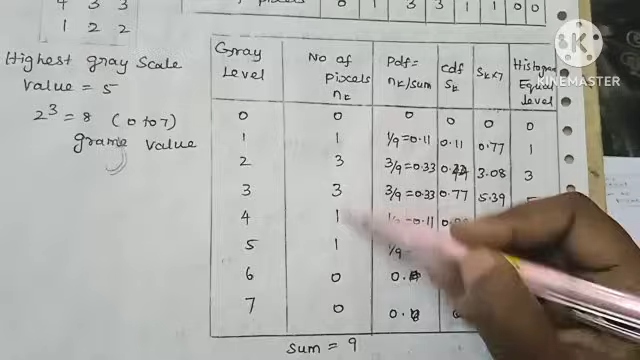 pixels 0 1 3 3 1 1 0 0
4 3 3
1 2 2
Highest gray scale
value = 5
2³ = 8 (0 to 7)
grame value
KINEMASTER
Gray Level | No of pixels nk | Pdf= nk/sum | cdf Sk | Sk×7 | Histogram Equal level
0 0 0 0 0 0
1 1 1/9=0.11 0.11 0.77 1
2 3 3/9=0.33 3.08 3
3 3 3/9=0.33 0.77 5.39
4 1 1/9=0.11
5 1 1/9=
6 0
7 0
sum = 9